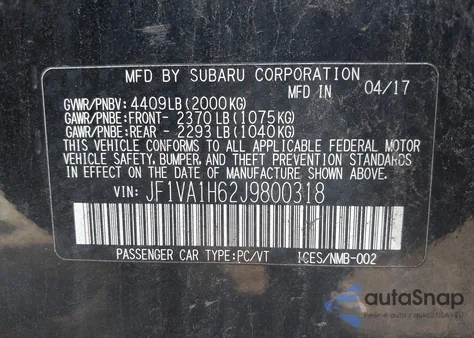 MFD BY SUBARU CORPORATION
MFD IN 04/17
GVWR/PNBV: 4409LB(2000KG)
GAWR/PNBE:FRONT- 2370LB(1075KG)
GAWR/PNBE:REAR - 2293LB(1040KG)
THIS VEHICLE CONFORMS TO ALL APPLICABLE FEDERAL MOTOR
VEHICLE SAFETY, BUMPER, AND THEFT PREVENTION STANDARDS
IN EFFECT ON THE DATE OF MANUFACTURE SHOWN ABOVE.
VIN: JF1VA1H62J9800318
PASSENGER CAR TYPE:PC/VT ICES/NMB-002
autoSnap